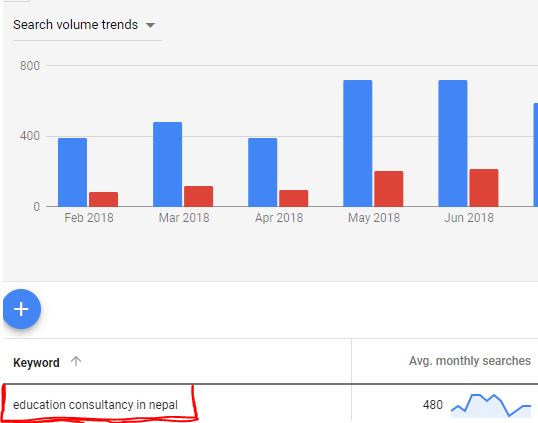 Search volume trends
800
400
0
Feb 2018 Mar 2018 Apr 2018 May 2018 Jun 2018
+
Keyword ↑ Avg. monthly searches
education consultancy in nepal 480